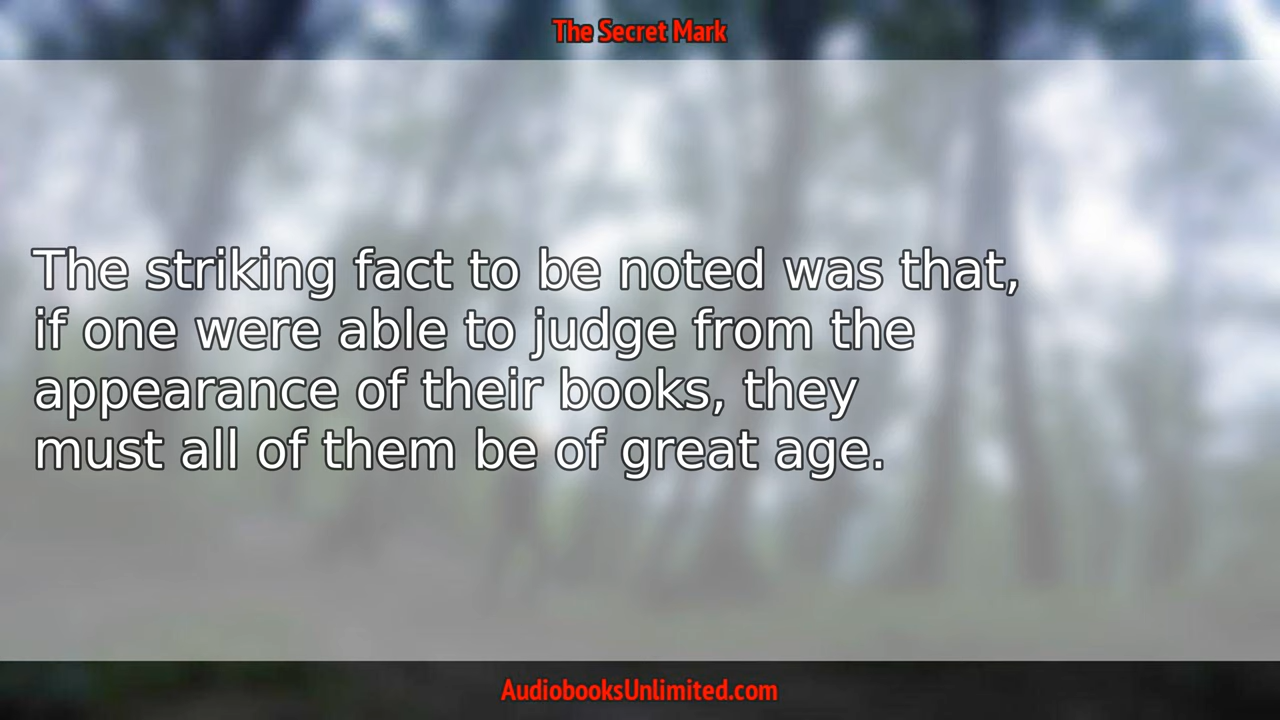 The Secret Mark
The striking fact to be noted was that,
if one were able to judge from the
appearance of their books, they
must all of them be of great age.
AudiobooksUnlimited.com